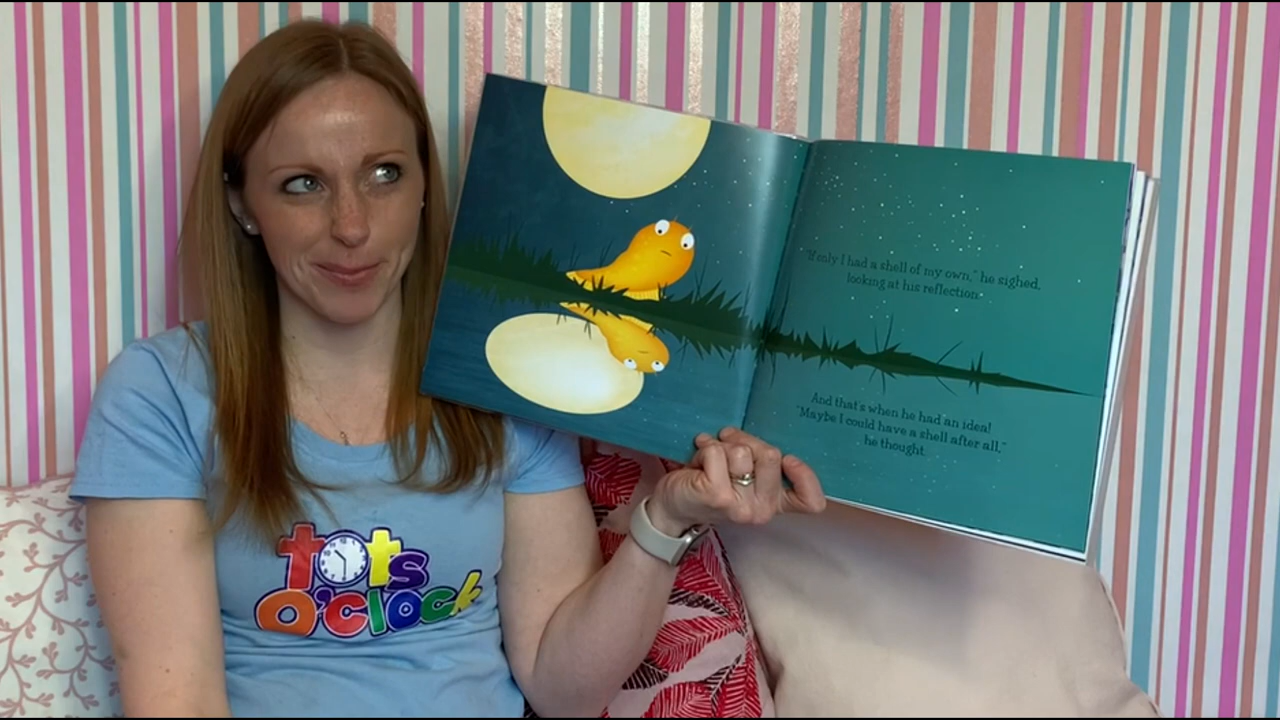 tots
O'clock
"If only I had a shell of my own," he sighed,
looking at his reflection.
And that's when he had an idea!
"Maybe I could have a shell after all,"
he thought.